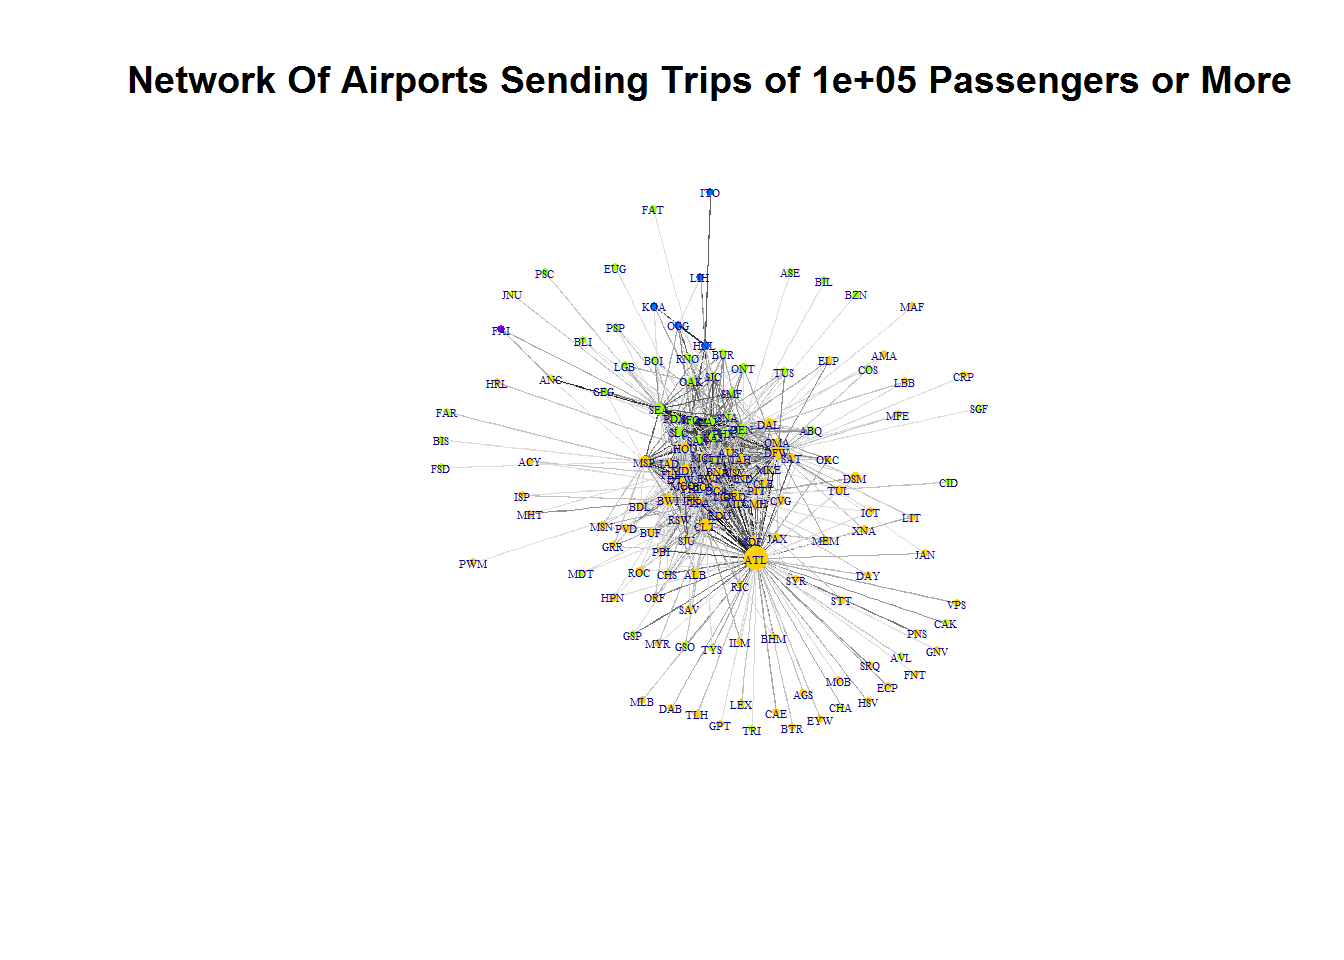 Network Of Airports Sending Trips of 1e+05 Passengers or More
ITO
FAT
EUG
PSC
LIH
ASE
BIL
BZN
JNU
KOA
MAF
OGG
FAI
PSP
BLI
HNL
BUR
RNO
BOI
LGB
ONT
TUS
ELP
AMA
COS
SJC
OAK
ANC
HRL
GEG
SMF
LBB
CRP
SEA
FAR
MFE
SGF
DAL
ABQ
BIS
DEN
OMA
HOU
DFW
AUS
IAH
SAT
OKC
MSP
IAD
ACY
FSD
MKE
DSM
CID
TUL
ISP
MHT
BDL
BWI
CVG
CMH
ICT
LIT
XNA
MSN
PVD
BUF
RSW
CLT
SJU
JAX
MEM
GRR
PBI
JAN
PWM
ATL
MDT
ROC
CHS
ALB
DAY
RIC
SYR
HPN
ORF
SAV
STT
VPS
CAK
GSP
MYR
GSO
TYS
ILM
BHM
PNS
GNV
AVL
SRQ
FNT
MOB
ECP
MLB
DAB
TLH
LEX
AGS
CHA
HSV
GPT
CAE
EYW
TRI
BTR